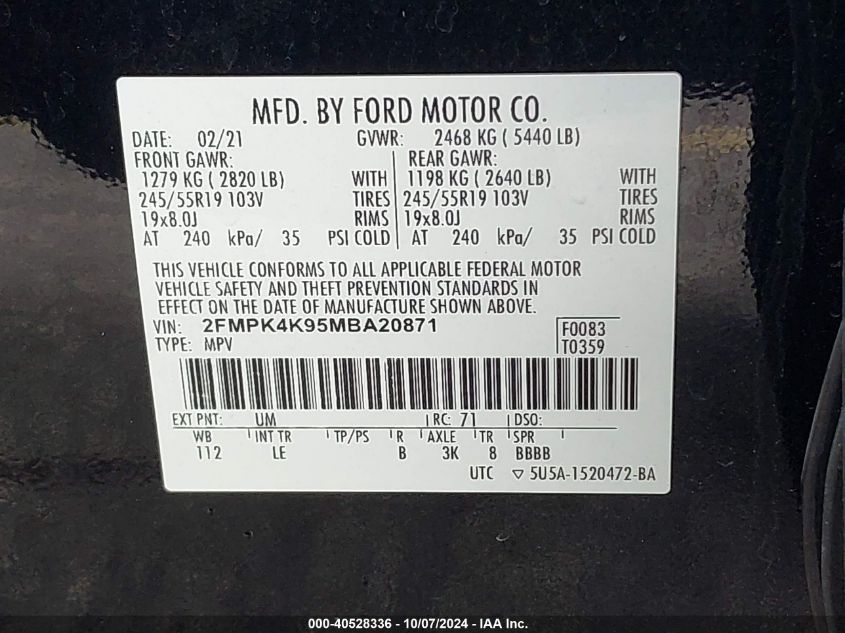 MFD. BY FORD MOTOR CO.
DATE: 02/21 GVWR: 2468 KG ( 5440 LB)
FRONT GAWR: REAR GAWR:
1279 KG ( 2820 LB) WITH 1198 KG ( 2640 LB) WITH
245/55R19 103V TIRES 245/55R19 103V TIRES
19x8.0J RIMS 19x8.0J RIMS
AT 240 kPa/ 35 PSI COLD AT 240 kPa/ 35 PSI COLD
THIS VEHICLE CONFORMS TO ALL APPLICABLE FEDERAL MOTOR
VEHICLE SAFETY AND THEFT PREVENTION STANDARDS IN
EFFECT ON THE DATE OF MANUFACTURE SHOWN ABOVE.
VIN: 2FMPK4K95MBA20871 F0083
TYPE: MPV T0359
EXT PNT: UM RC: 71 DSO:
WB INT TR TP/PS R AXLE TR SPR
112 LE B 3K 8 BBBB
UTC ▽ 5U5A-1520472-BA
000-40528336 - 10/07/2024 - IAA Inc.